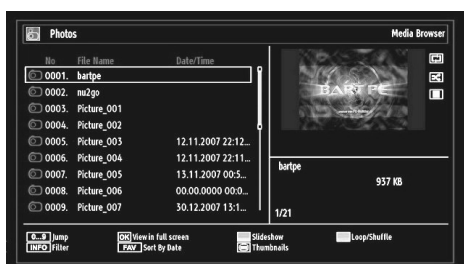 Photos Media Browser
No File Name Date/Time
0001. bartpe
0002. nu2go
0003. Picture_001
0004. Picture_002
0005. Picture_003 12.11.2007 22:12...
0006. Picture_004 12.11.2007 22:11...
0007. Picture_005 13.11.2007 00:5...
0008. Picture_006 00.00.0000 00:0...
0009. Picture_007 30.12.2007 13:1...
BARTPE
bartpe
937 KB
1/21
0...9 Jump OK View in full screen Slideshow Loop/Shuffle
INFO Filter FAV Sort By Date Thumbnails